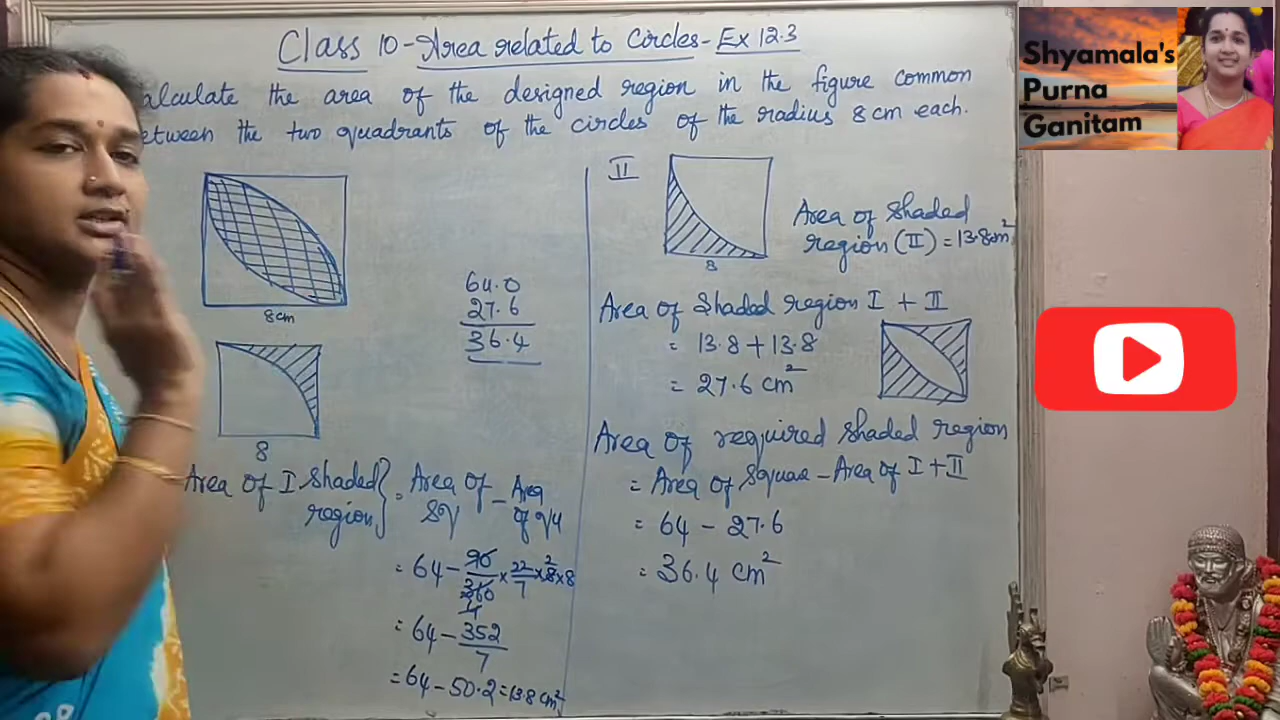 Class 10 - Area related to Circles - Ex 12.3
alculate the area of the designed region in the figure common
etween the two quadrants of the circles of the radius 8 cm each.
8cm
8
Area of I Shaded region} = Area of Sq - Area of qu
= 64 - 90/360 × 22/7 × 8 × 8
4
2
= 64 - 352/7
= 64 - 50.2 = 13.8 cm²
64.0
27.6
36.4
II
8
Area of Shaded
region (II) = 13.8cm²
Area of Shaded region I + II
= 13.8 + 13.8
= 27.6 cm²
Area of required shaded region
= Area of Square - Area of I + II
= 64 - 27.6
= 36.4 cm²
Shyamala's
Purna
Ganitam